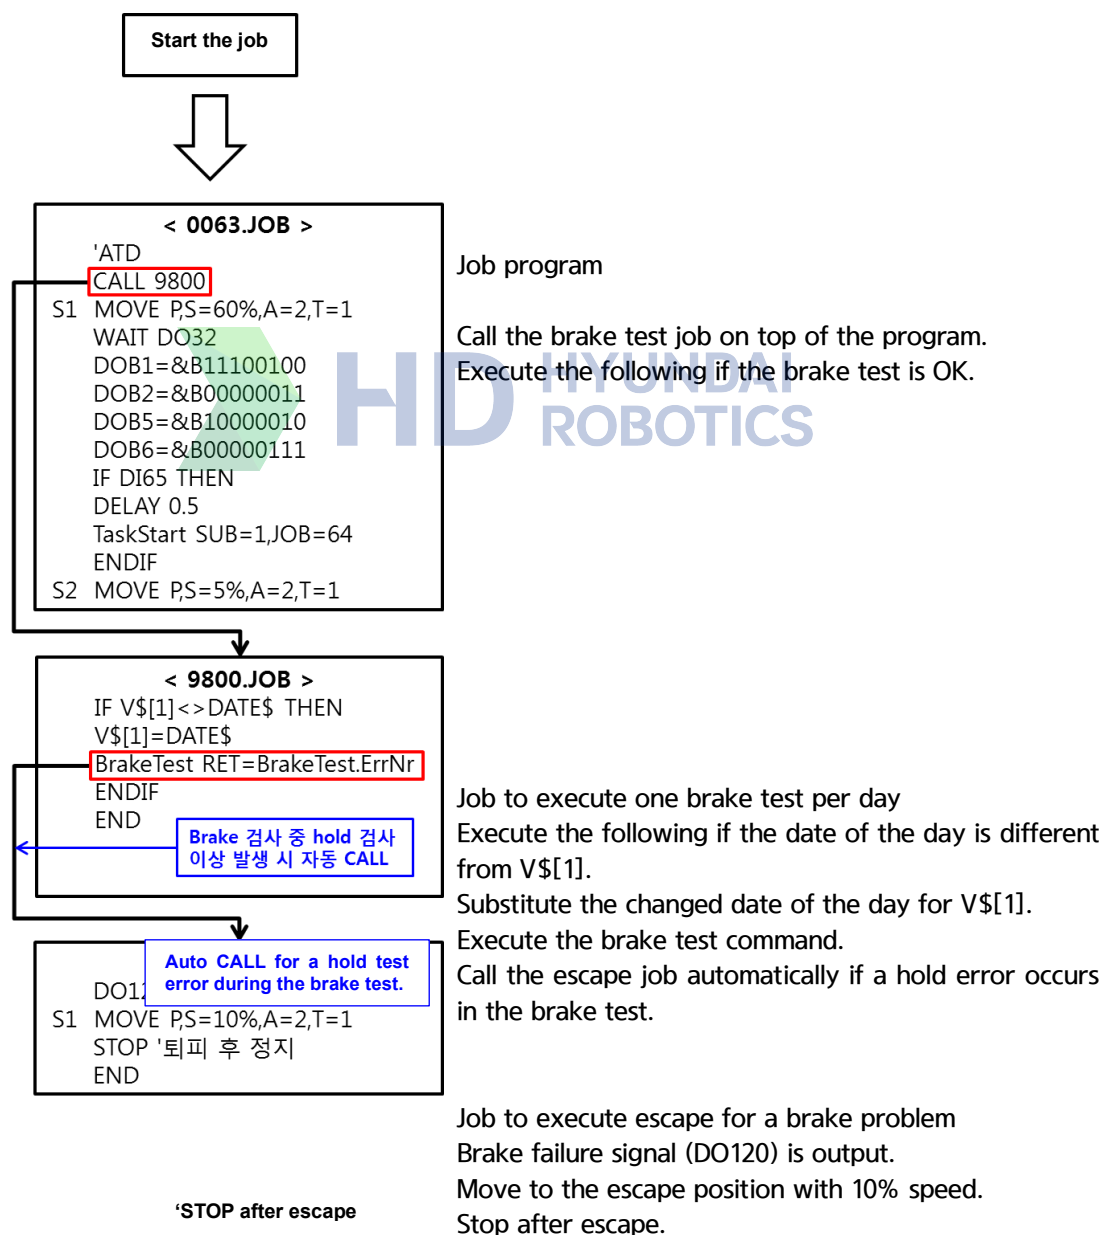 Start the job
< 0063.JOB >
'ATD
CALL 9800
S1 MOVE P,S=60%,A=2,T=1
WAIT DO32
DOB1=&B11100100
DOB2=&B00000011
DOB5=&B10000010
DOB6=&B00000111
IF DI65 THEN
DELAY 0.5
TaskStart SUB=1,JOB=64
ENDIF
S2 MOVE P,S=5%,A=2,T=1
Job program
Call the brake test job on top of the program.
Execute the following if the brake test is OK.
HD HYUNDAI
ROBOTICS
< 9800.JOB >
IF V$[1]<>DATE$ THEN
V$[1]=DATE$
BrakeTest RET=BrakeTest.ErrNr
ENDIF
END
Brake 검사 중 hold 검사
이상 발생 시 자동 CALL
Job to execute one brake test per day
Execute the following if the date of the day is different
from V$[1].
Substitute the changed date of the day for V$[1].
Execute the brake test command.
Call the escape job automatically if a hold error occurs
in the brake test.
Auto CALL for a hold test
error during the brake test.
S1 MOVE P,S=10%,A=2,T=1
STOP '퇴피 후 정지
END
Job to execute escape for a brake problem
Brake failure signal (DO120) is output.
Move to the escape position with 10% speed.
Stop after escape.
‘STOP after escape